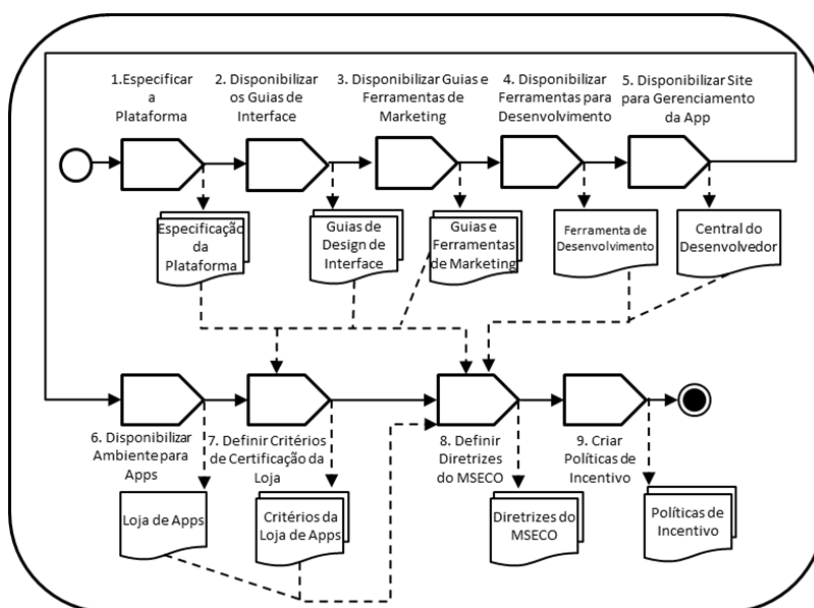 1.Especificar
a
Plataforma
2. Disponibilizar
os Guias de
Interface
3. Disponibilizar Guias e
Ferramentas de
Marketing
4. Disponibilizar
Ferramentas para
Desenvolvimento
5. Disponibilizar Site
para Gerenciamento
da App
Especificação
da
Plataforma
Guias de
Design de
Interface
Guias e
Ferramentas
de Marketing
Ferramenta de
Desenvolvimento
Central do
Desenvolvedor
6. Disponibilizar
Ambiente para
Apps
7. Definir Critérios
de Certificação da
Loja
8. Definir
Diretrizes
do MSECO
9. Criar
Políticas de
Incentivo
Loja de Apps
Critérios da
Loja de Apps
Diretrizes do
MSECO
Políticas de
Incentivo